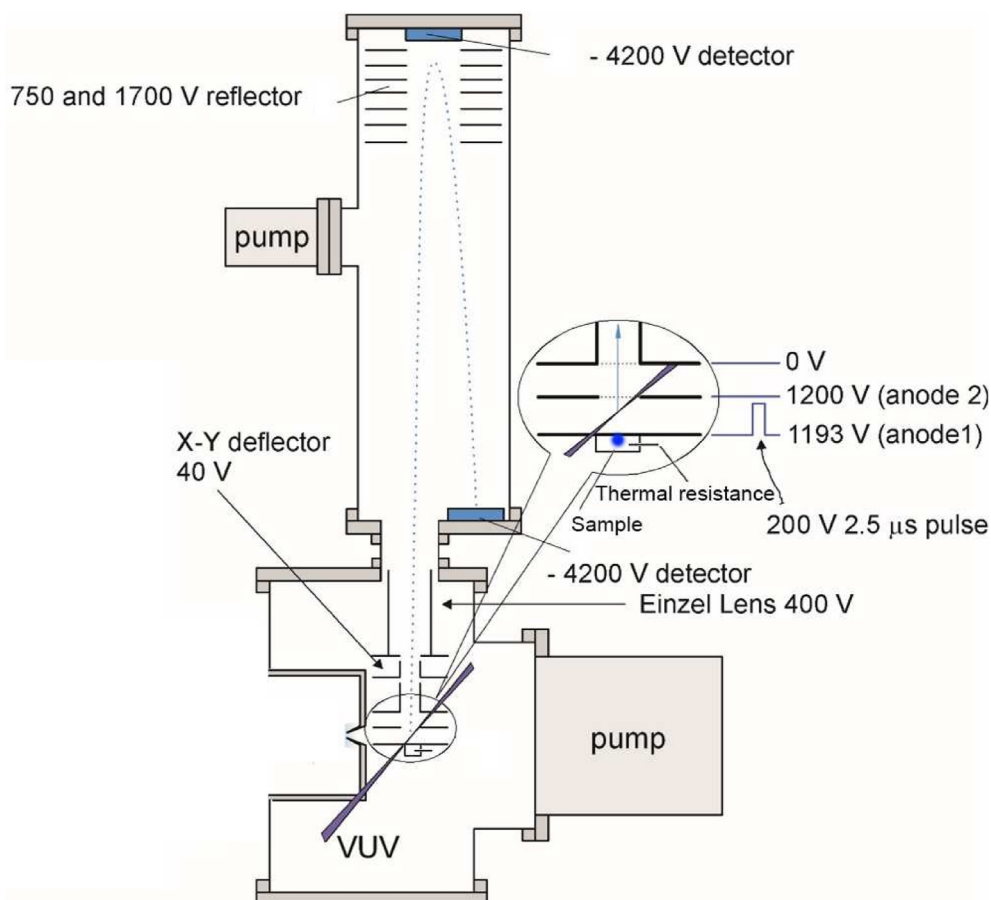 - 4200 V detector
750 and 1700 V reflector
pump
0 V
1200 V (anode 2)
1193 V (anode1)
X-Y deflector
40 V
Thermal resistance
Sample
200 V 2.5 μs pulse
- 4200 V detector
Einzel Lens 400 V
pump
VUV